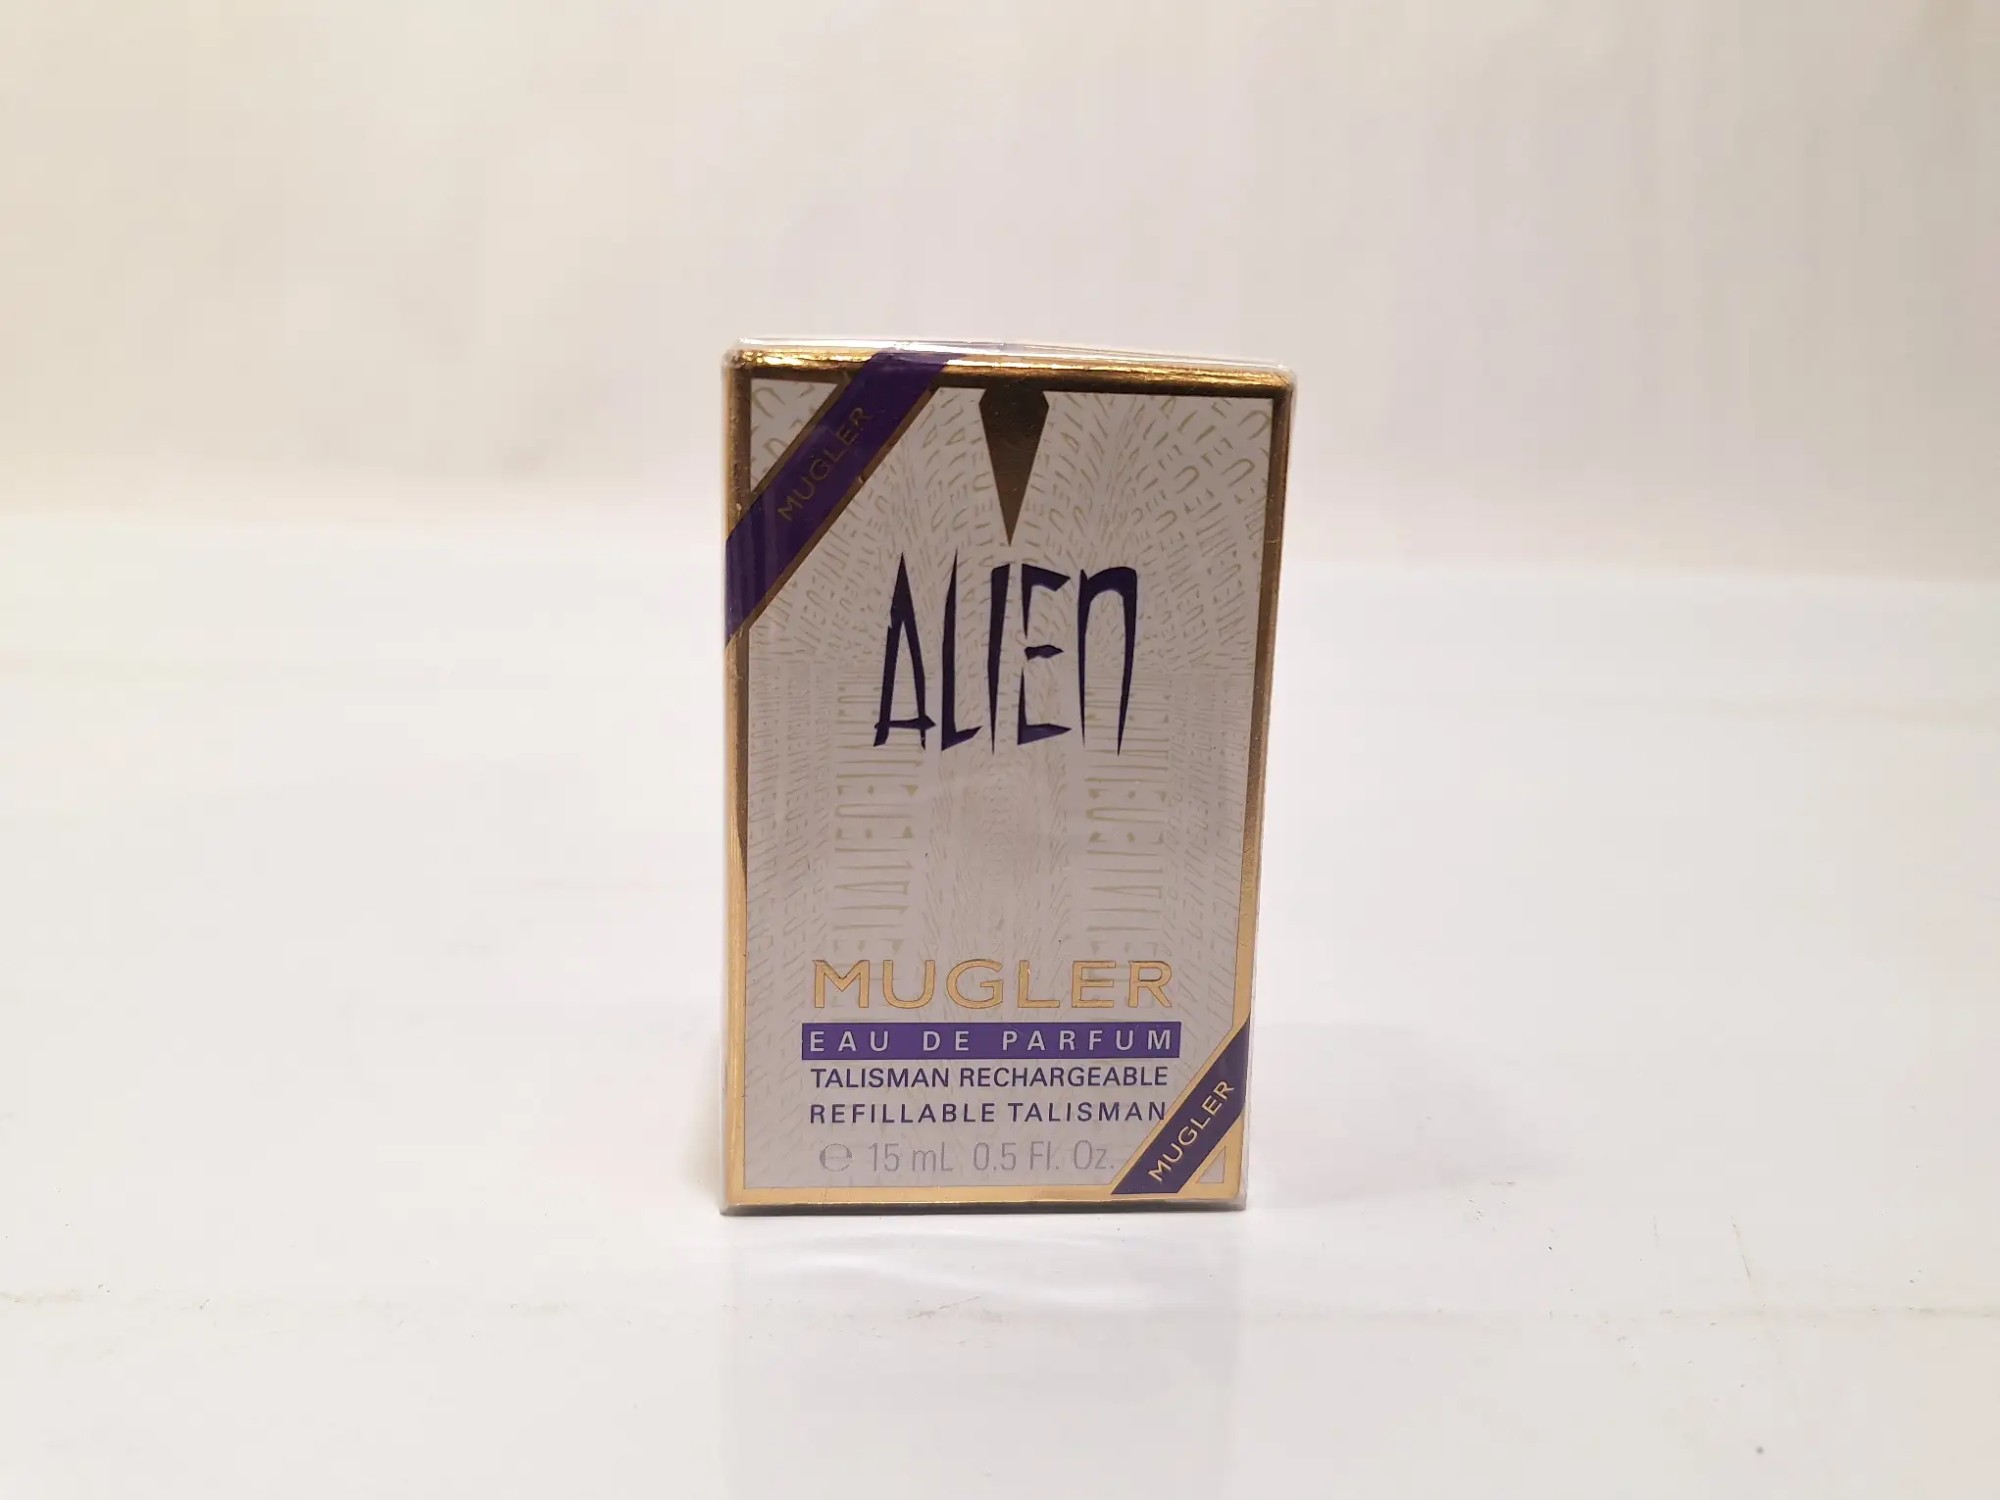 MUGLER
ALIEN
MUGLER
EAU DE PARFUM
TALISMAN RECHARGEABLE
REFILLABLE TALISMAN
℮ 15 mL 0.5 Fl. Oz.
MUGLER